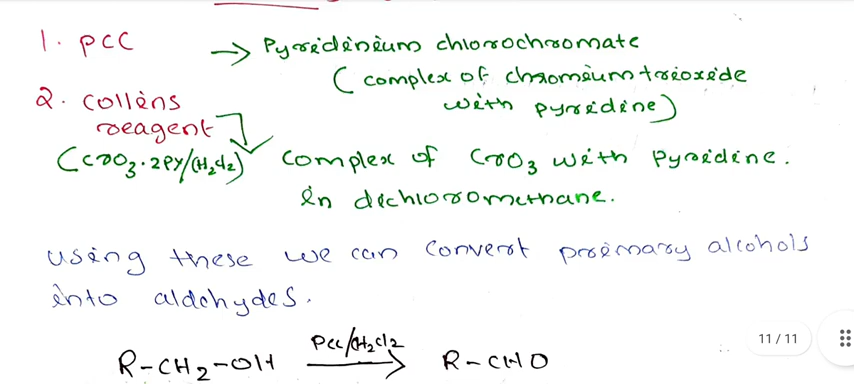 1. PCC → Pyridinium chlorochromate
( complex of chromium trioxide
with pyridine)
2. Collins
reagent
(CrO3.2py/CH2Cl2) Complex of CrO3 with Pyridine.
in dichloromethane.
using these we can convert primary alcohols
into aldehydes.
R-CH2-OH PCC/CH2Cl2 → R-CHO
11 / 11